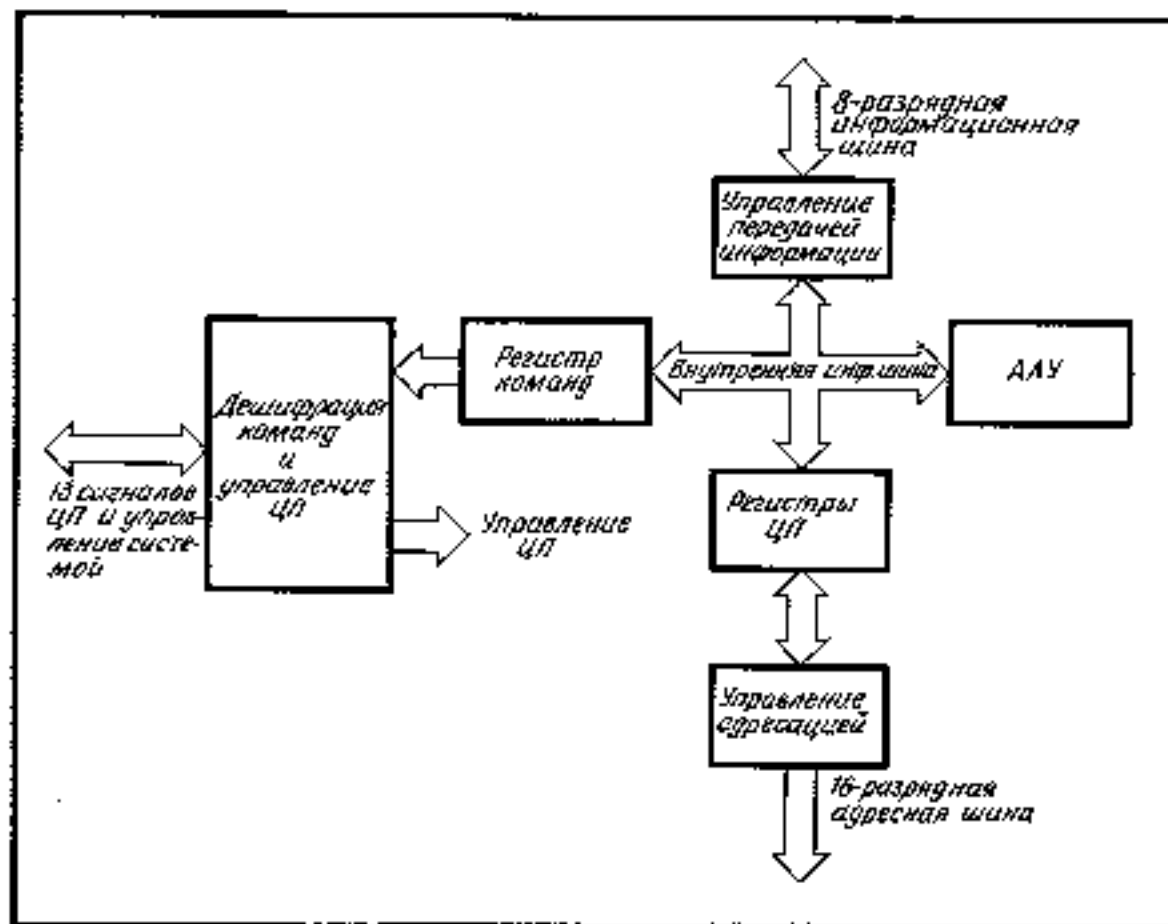 8-разрядная
информационная
шина
Управление
передачей
информации
Регистр
команд
Внутренняя инф. шина
АЛУ
Дешифрация
команд
и
управление
ЦП
13 сигналов
ЦП и управ
ление систе-
мой
Управление
ЦП
Регистры
ЦП
Управление
адресацией
16-разрядная
адресная шина